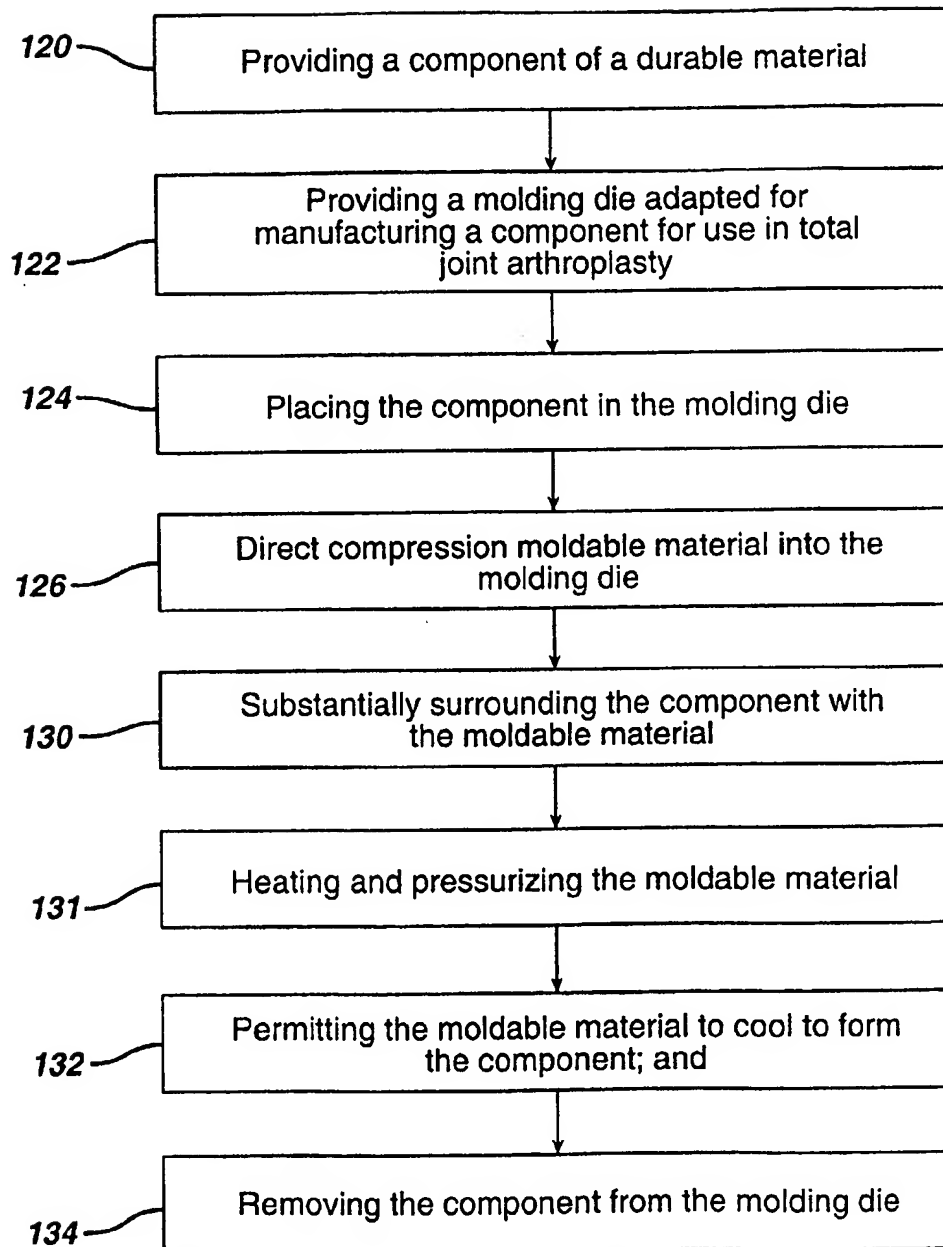 120
Providing a component of a durable material
122
Providing a molding die adapted for
manufacturing a component for use in total
joint arthroplasty
124
Placing the component in the molding die
126
Direct compression moldable material into the
molding die
130
Substantially surrounding the component with
the moldable material
131
Heating and pressurizing the moldable material
132
Permitting the moldable material to cool to form
the component; and
134
Removing the component from the molding die